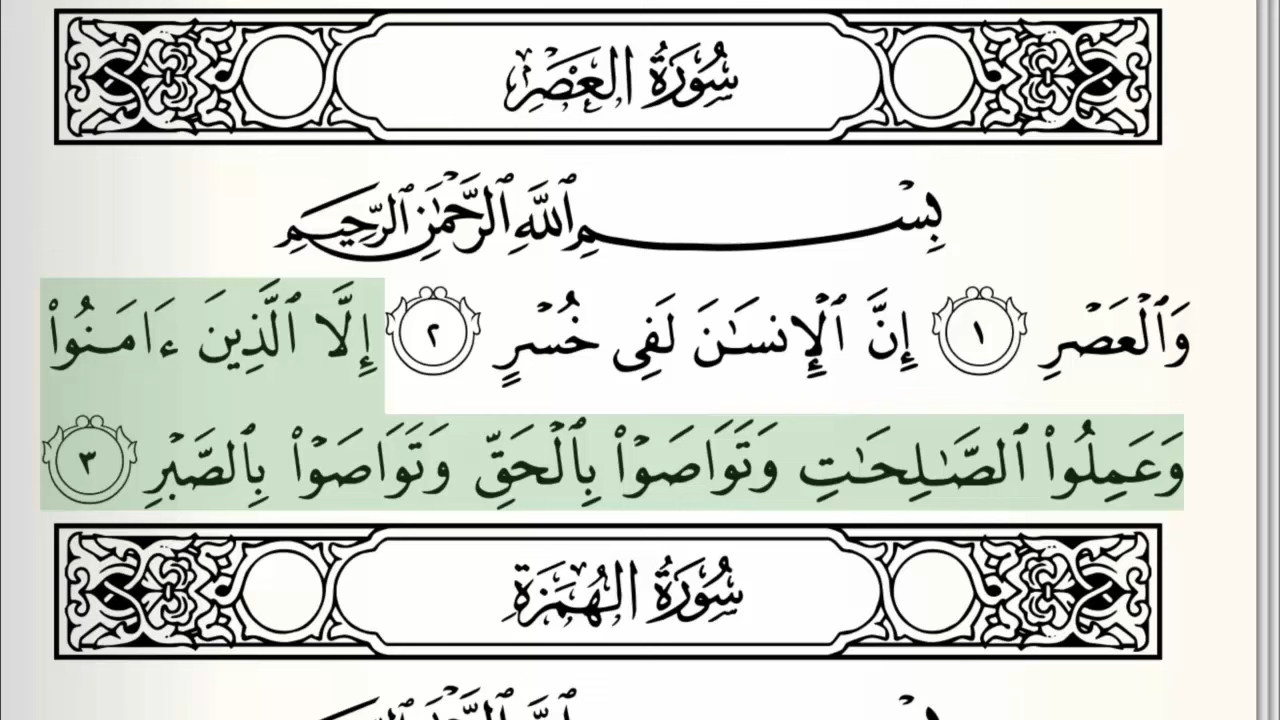 سُورَةُ العَصْرِ
بِسْمِ ٱللَّهِ ٱلرَّحْمَٰنِ ٱلرَّحِيمِ
وَٱلْعَصْرِ ١ إِنَّ ٱلْإِنسَٰنَ لَفِى خُسْرٍ ٢ إِلَّا ٱلَّذِينَ ءَامَنُوا۟
وَعَمِلُوا۟ ٱلصَّٰلِحَٰتِ وَتَوَاصَوْا۟ بِٱلْحَقِّ وَتَوَاصَوْا۟ بِٱلصَّبْرِ ٣
سُورَةُ الهُمَزَةِ